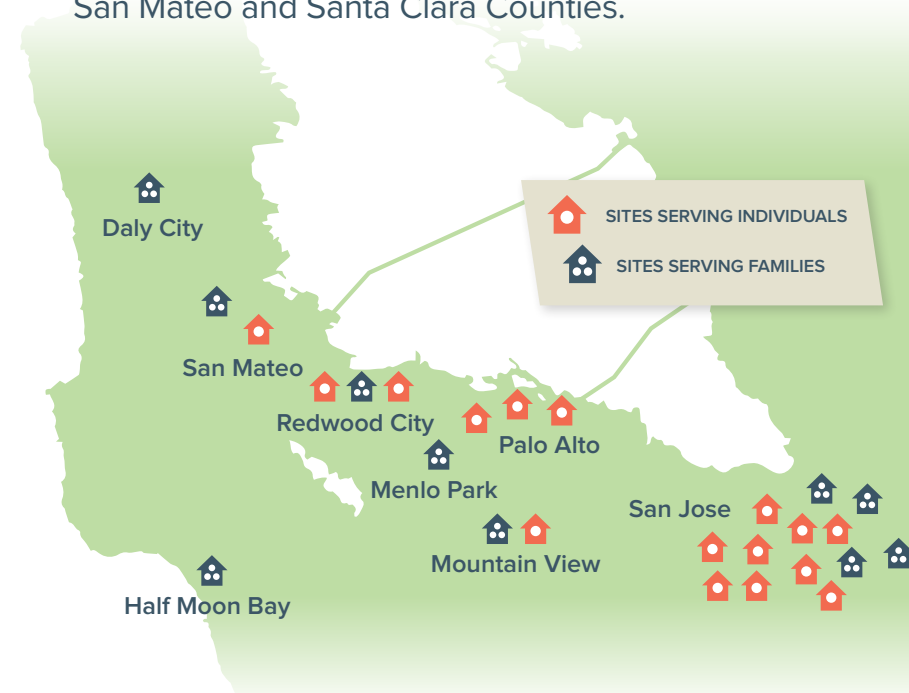 San Mateo and Santa Clara Counties.
SITES SERVING INDIVIDUALS
Daly City
SITES SERVING FAMILIES
San Mateo
Redwood City
Palo Alto
Menlo Park
San Jose
Mountain View
Half Moon Bay